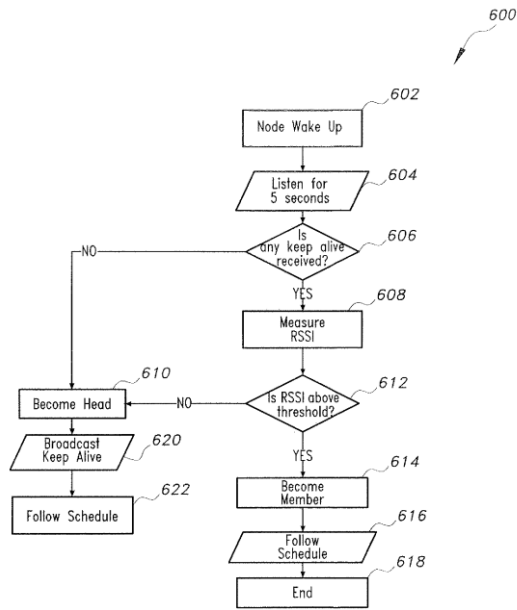 600
602
Node Wake Up
604
Listen for
5 seconds
606
Is
any keep alive
received?
NO
YES
608
Measure
RSSI
610
Become Head
612
Is RSSI above
threshold?
NO
YES
620
Broadcast
Keep Alive
614
Become
Member
622
Follow Schedule
616
Follow
Schedule
618
End